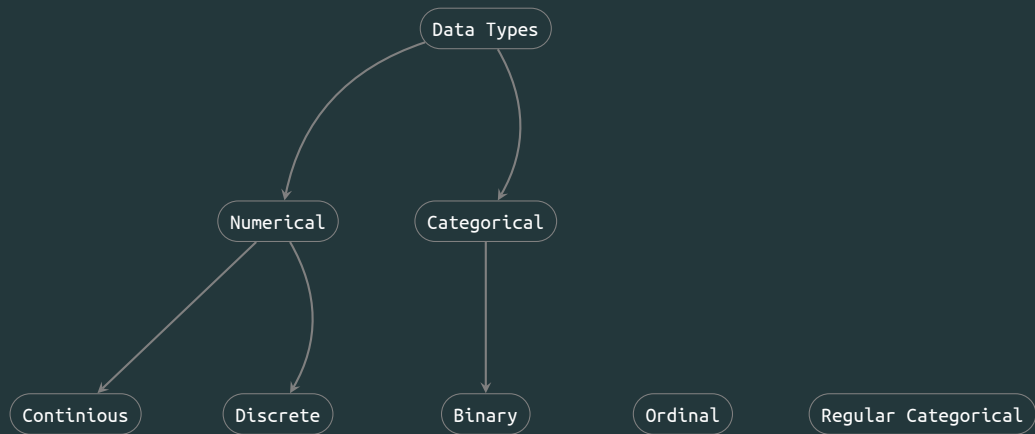 Data Types
Numerical
Categorical
Continious
Discrete
Binary
Ordinal
Regular Categorical